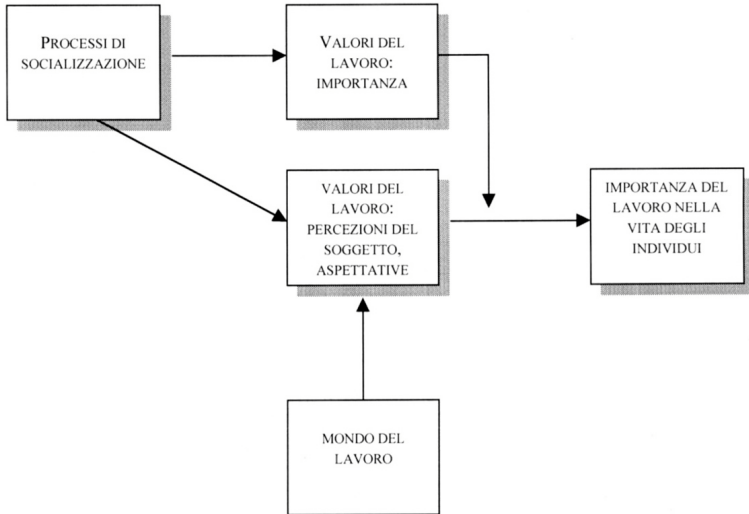 PROCESSI DI
SOCIALIZZAZIONE
VALORI DEL
LAVORO:
IMPORTANZA
VALORI DEL
LAVORO:
PERCEZIONI DEL
SOGGETTO,
ASPETTATIVE
IMPORTANZA DEL
LAVORO NELLA
VITA DEGLI
INDIVIDUI
MONDO DEL
LAVORO